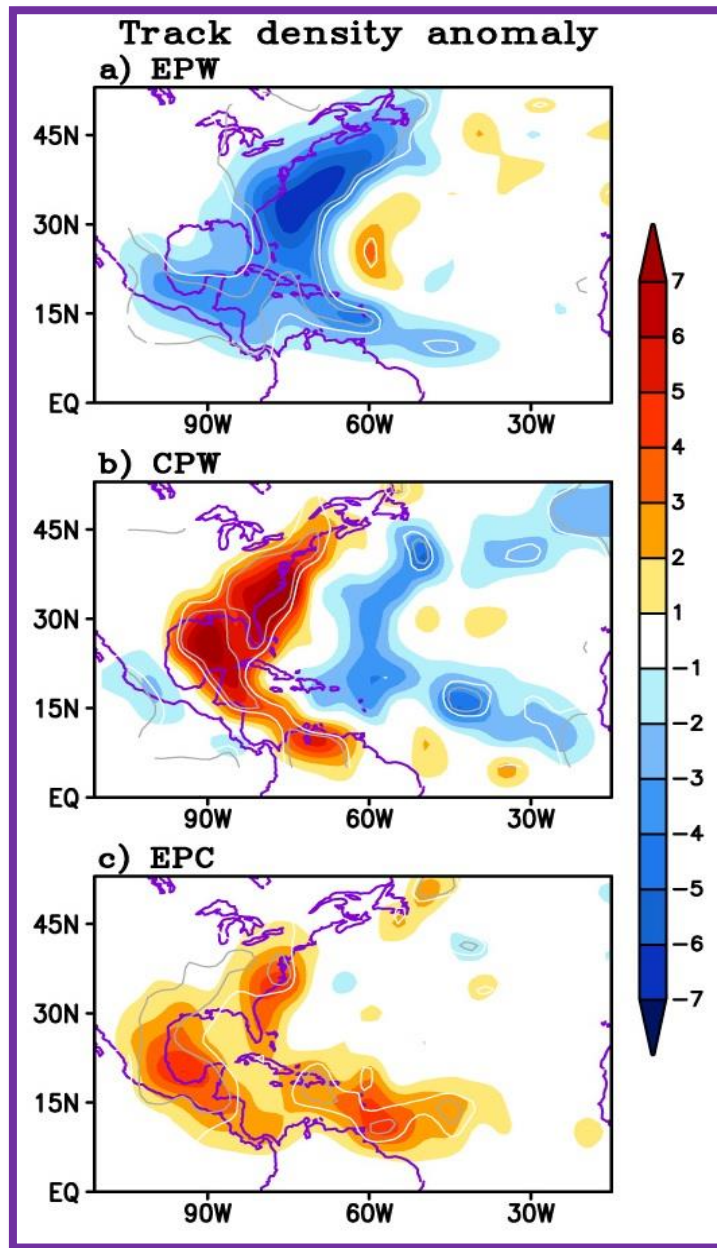 Track density anomaly
a) EPW
45N
30N
15N
EQ
90W 60W 30W
b) CPW
45N
30N
15N
EQ
90W 60W 30W
c) EPC
45N
30N
15N
EQ
90W 60W 30W
7
6
5
4
3
2
1
-1
-2
-3
-4
-5
-6
-7